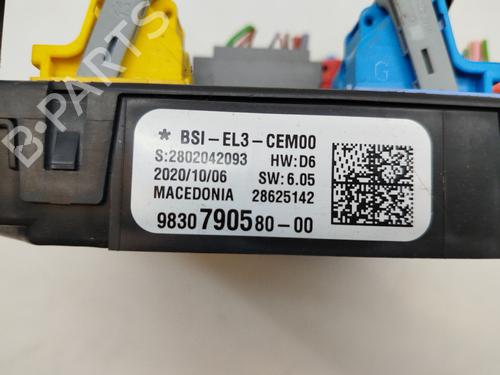 * BSI-EL3-CEM00
S:2802042093 HW:D6
2020/10/06 SW:6.05
MACEDONIA 28625142
9830790580-00
G
B-PARTS